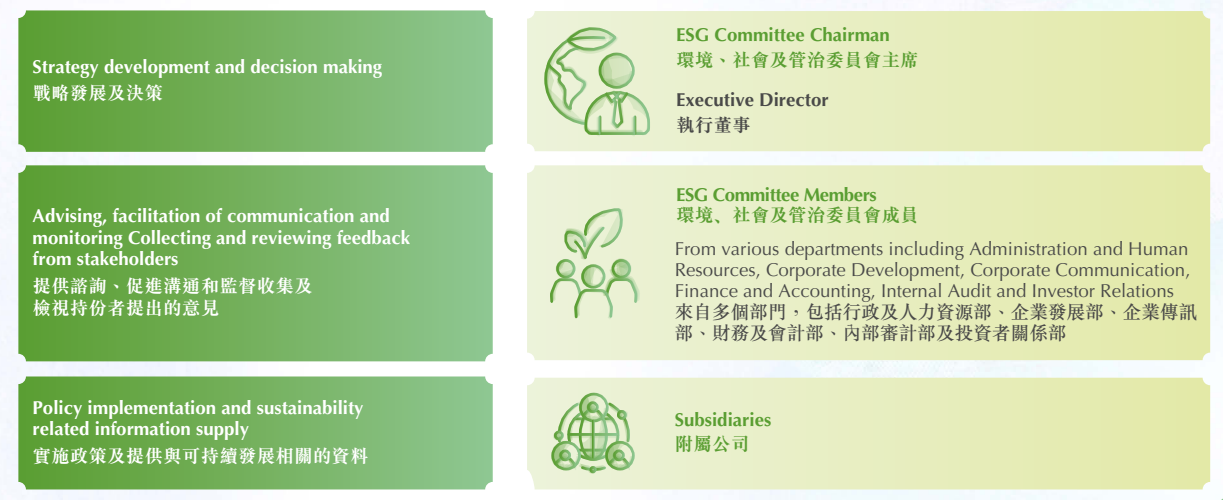 Strategy development and decision making
戰略發展及決策
ESG Committee Chairman
環境、社會及管治委員會主席
Executive Director
執行董事
Advising, facilitation of communication and
monitoring Collecting and reviewing feedback
from stakeholders
提供諮詢、促進溝通和監督收集及
檢視持份者提出的意見
ESG Committee Members
環境、社會及管治委員會成員
From various departments including Administration and Human
Resources, Corporate Development, Corporate Communication,
Finance and Accounting, Internal Audit and Investor Relations
來自多個部門，包括行政及人力資源部、企業發展部、企業傳訊
部、財務及會計部、內部審計部及投資者關係部
Policy implementation and sustainability
related information supply
實施政策及提供與可持續發展相關的資料
Subsidiaries
附屬公司